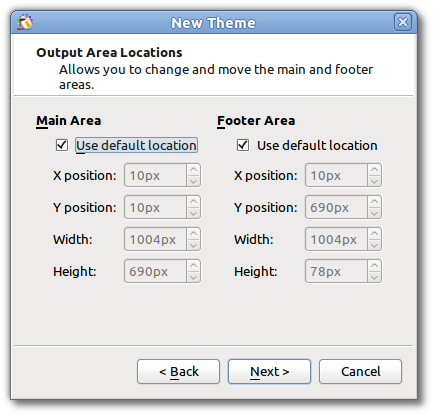 New Theme
Output Area Locations
Allows you to change and move the main and footer
areas.
Main Area Footer Area
Use default location Use default location
X position: 10px X position: 10px
Y position: 10px Y position: 690px
Width: 1004px Width: 1004px
Height: 690px Height: 78px
< Back Next > Cancel